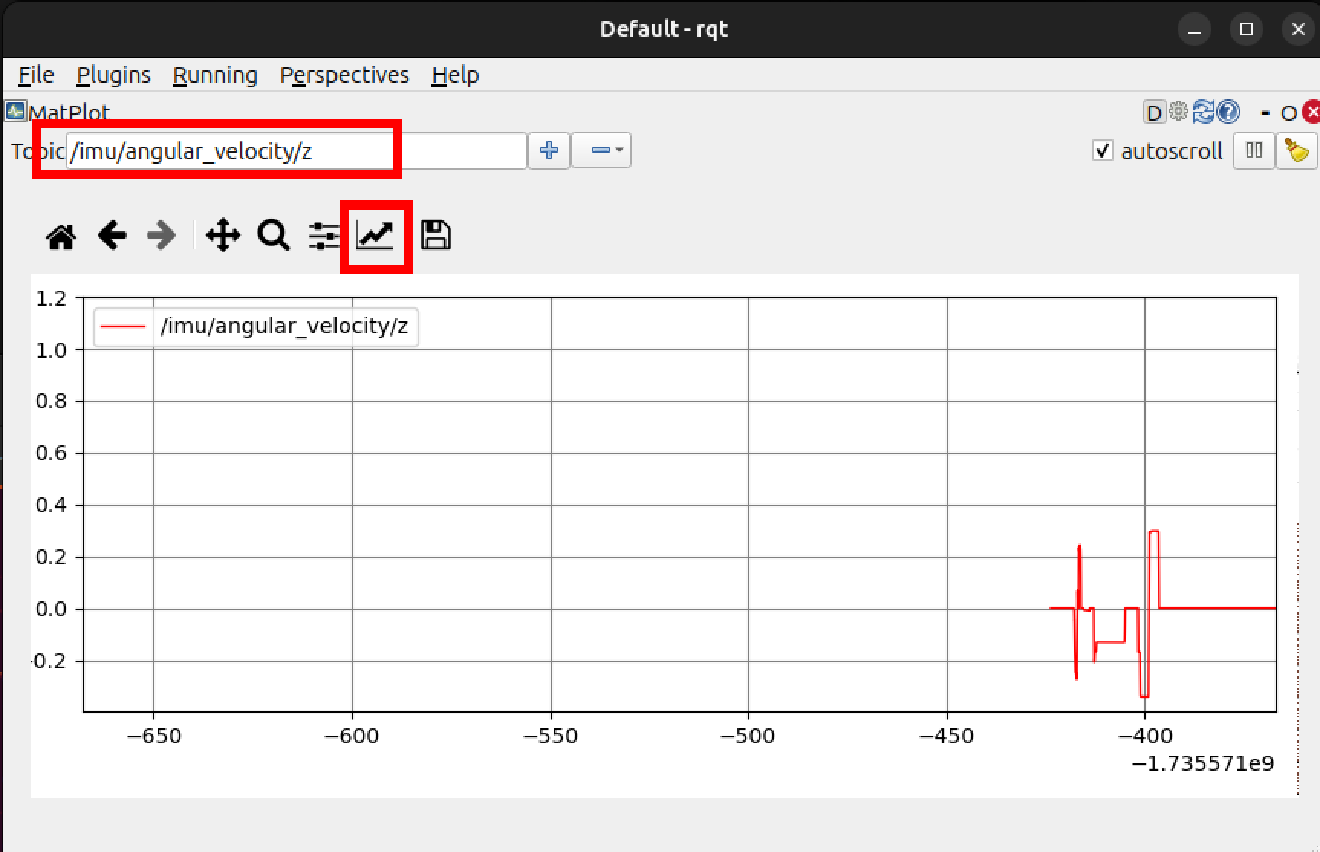 Default - rqt
File Plugins Running Perspectives Help
MatPlot
D - O
Topic /imu/angular_velocity/z autoscroll
1.2
/imu/angular_velocity/z
1.0
0.8
0.6
0.4
0.2
0.0
-0.2
−650 −600 −550 −500 −450 −400
−1.735571e9